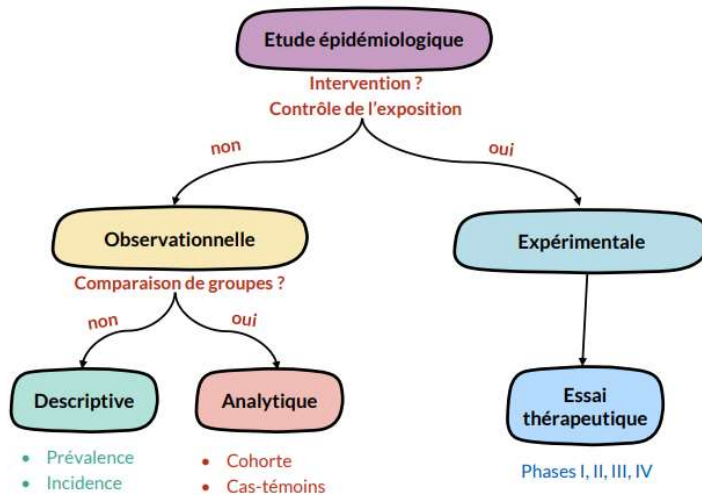 Etude épidémiologique
Intervention ?
Contrôle de l'exposition
non
oui
Observationnelle
Expérimentale
Comparaison de groupes ?
non
oui
Descriptive
Analytique
Essai
thérapeutique
• Prévalence
• Incidence
• Cohorte
• Cas-témoins
Phases I, II, III, IV